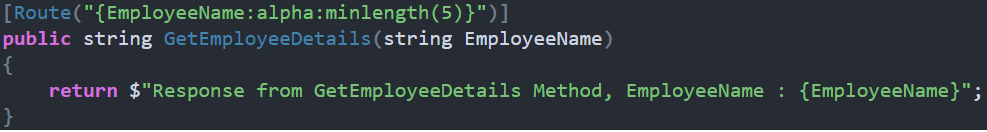 [Route("{EmployeeName:alpha:minlength(5)}")]
public string GetEmployeeDetails(string EmployeeName)
{
return $"Response from GetEmployeeDetails Method, EmployeeName : {EmployeeName}";
}